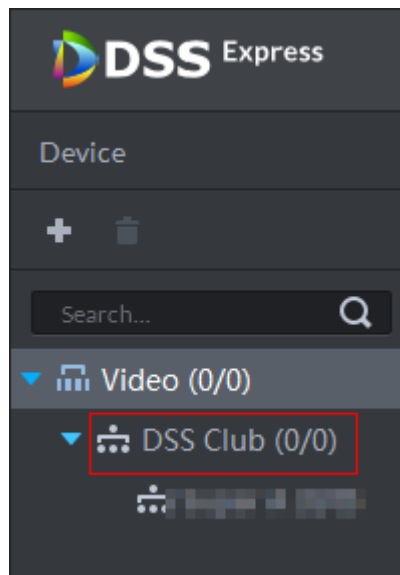 DSS Express
Device
Search...
Video (0/0)
DSS Club (0/0)